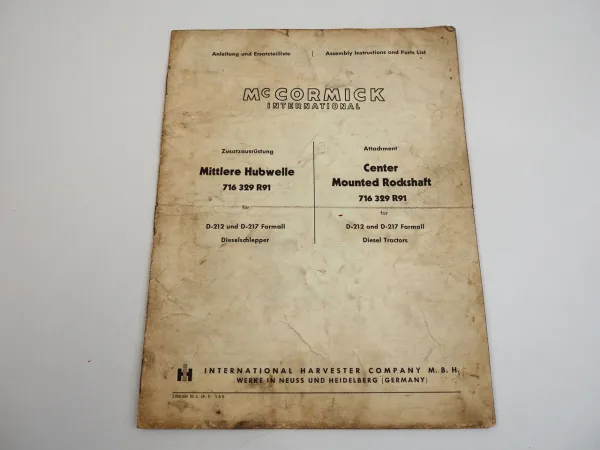 Anleitung und Ersatzteilliste
Assembly Instructions and Parts List
McCORMICK
INTERNATIONAL
Zusatzausrüstung
Mittlere Hubwelle
716 329 R91
für
D-212 und D-217 Farmall
Dieselschlepper
Attachment
Center
Mounted Rockshaft
716 329 R91
for
D-212 and D-217 Farmall
Diesel Tractors
IH
INTERNATIONAL HARVESTER COMPANY M. B. H.
WERKE IN NEUSS UND HEIDELBERG (GERMANY)